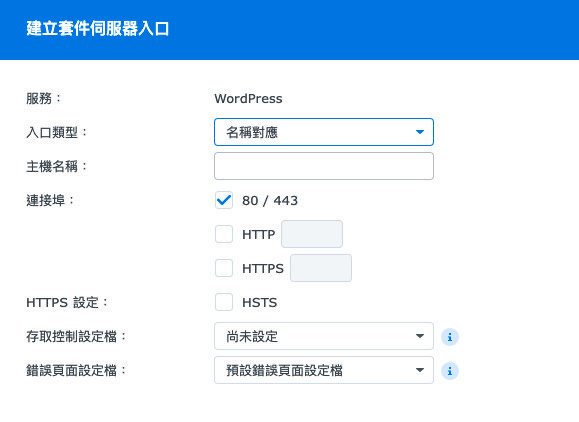 建立套件伺服器入口
服務： WordPress
入口類型： 名稱對應
主機名稱：
連接埠： 80 / 443
HTTP
HTTPS
HTTPS 設定： HSTS
存取控制設定檔： 尚未設定 i
錯誤頁面設定檔： 預設錯誤頁面設定檔 i